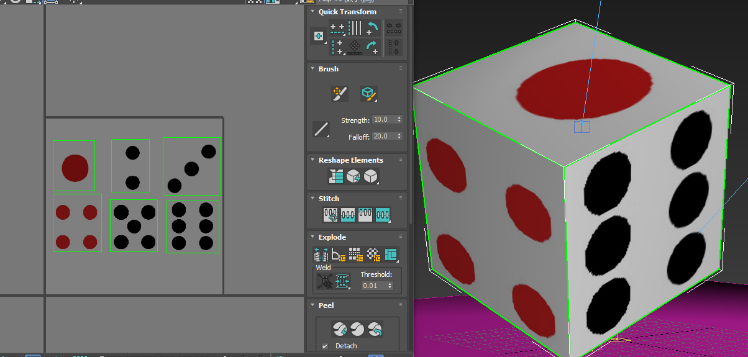 Quick Transform
Brush
Strength: 10.0
Falloff: 20.0
Reshape Elements
Stitch
Explode
Weld
Threshold:
0.01
Peel
Detach